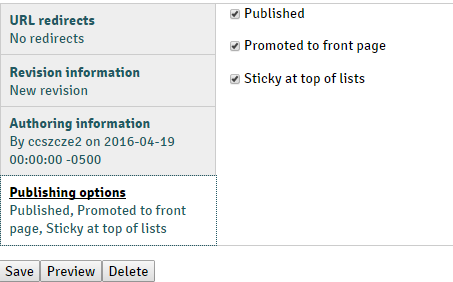 URL redirects
No redirects
Revision information
New revision
Authoring information
By ccszcze2 on 2016-04-19
00:00:00 -0500
Publishing options
Published, Promoted to front
page, Sticky at top of lists
Published
Promoted to front page
Sticky at top of lists
Save Preview Delete